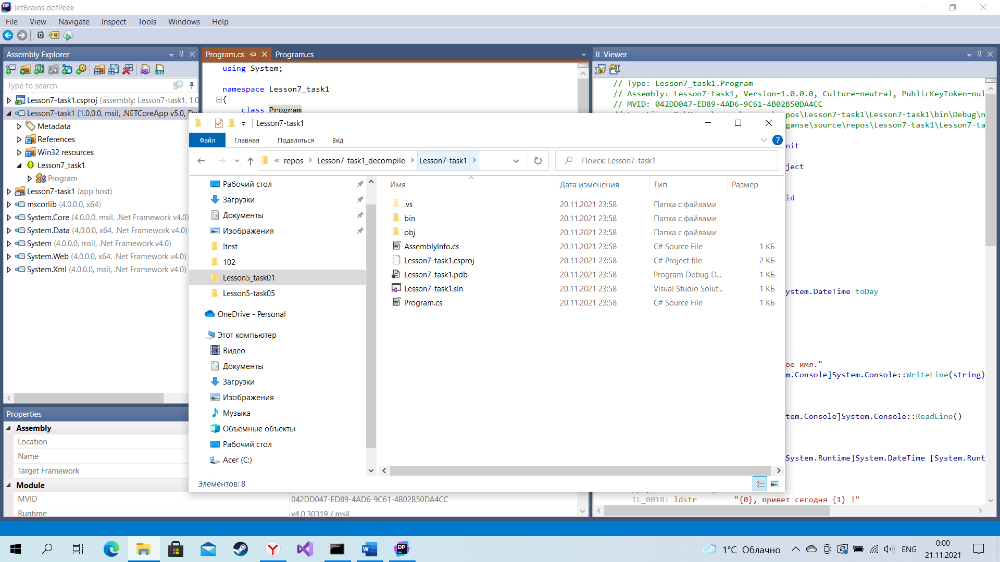 JetBrains dotPeek
File View Navigate Inspect Tools Windows Help
Assembly Explorer
Type to search
Lesson7-task1.csproj (assembly: Lesson7-task1, 1.0
Lesson7-task1 (1.0.0.0, msil, .NETCoreApp v5.0, De
Metadata
References
Win32 resources
Lesson7_task1
Program
Lesson7-task1 (app host)
mscorlib (4.0.0.0, x64)
System.Core (4.0.0.0, msil, .Net Framework v4.0)
System.Data (4.0.0.0, x64, .Net Framework v4.0)
System (4.0.0.0, msil, .Net Framework v4.0)
System.Web (4.0.0.0, x64, .Net Framework v4.0)
System.Xml (4.0.0.0, msil, .Net Framework v4.0)
Properties
Assembly
Location
Name
Target Framework
Module
MVID 042DD047-ED89-4AD6-9C61-4B02B50DA4CC
Runtime v4.0.30319 / msil
Program.cs Program.cs
using System;
namespace Lesson7_task1
{
class Program
Lesson7-task1
Файл Главная Поделиться Вид
« repos Lesson7-task1_decompile Lesson7-task1
Поиск: Lesson7-task1
Рабочий стол
Загрузки
Документы
Изображения
!test
102
Lesson5_task01
Lesson5-task05
OneDrive - Personal
Этот компьютер
Видео
Документы
Загрузки
Изображения
Музыка
Объемные объекты
Рабочий стол
Acer (C:)
Имя Дата изменения Тип Размер
.vs 20.11.2021 23:58 Папка с файлами
bin 20.11.2021 23:58 Папка с файлами
obj 20.11.2021 23:58 Папка с файлами
AssemblyInfo.cs 20.11.2021 23:58 C# Source File 1 КБ
Lesson7-task1.csproj 20.11.2021 23:58 C# Project file 2 КБ
Lesson7-task1.pdb 20.11.2021 23:58 Program Debug D... 1 КБ
Lesson7-task1.sln 20.11.2021 23:58 Visual Studio Solut... 1 КБ
Program.cs 20.11.2021 23:58 C# Source File 1 КБ
Элементов: 8
IL Viewer
// Type: Lesson7_task1.Program
// Assembly: Lesson7-task1, Version=1.0.0.0, Culture=neutral, PublicKeyToken=nul
// MVID: 042DD047-ED89-4AD6-9C61-4B02B50DA4CC
pos\Lesson7-task1\Lesson7-task1\bin\Debug\n
ganse\source\repos\Lesson7-task1\Lesson7-ta
nit
ject
id
ystem.DateTime toDay
ое имя."
m.Console]System.Console::WriteLine(string)
tem.Console]System.Console::ReadLine()
System.Runtime]System.DateTime [System.Runt
IL_0018: ldstr "{0}, привет сегодня {1} !"
1°C Облачно
ENG
0:00
21.11.2021